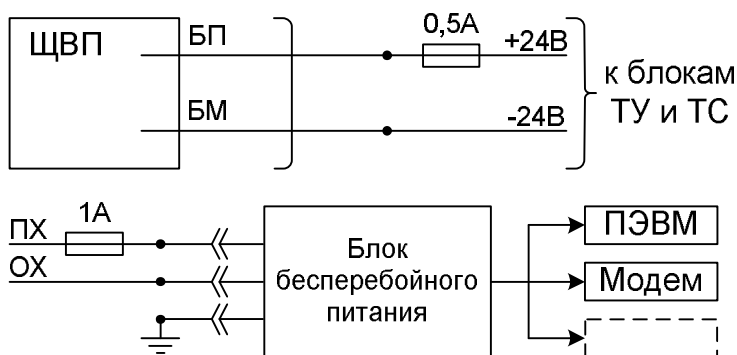 ЩВП
БП
0,5А
+24В
БМ
-24В
к блокам
ТУ и ТС
ПХ
1А
ОХ
Блок
бесперебойного
питания
ПЭВМ
Модем